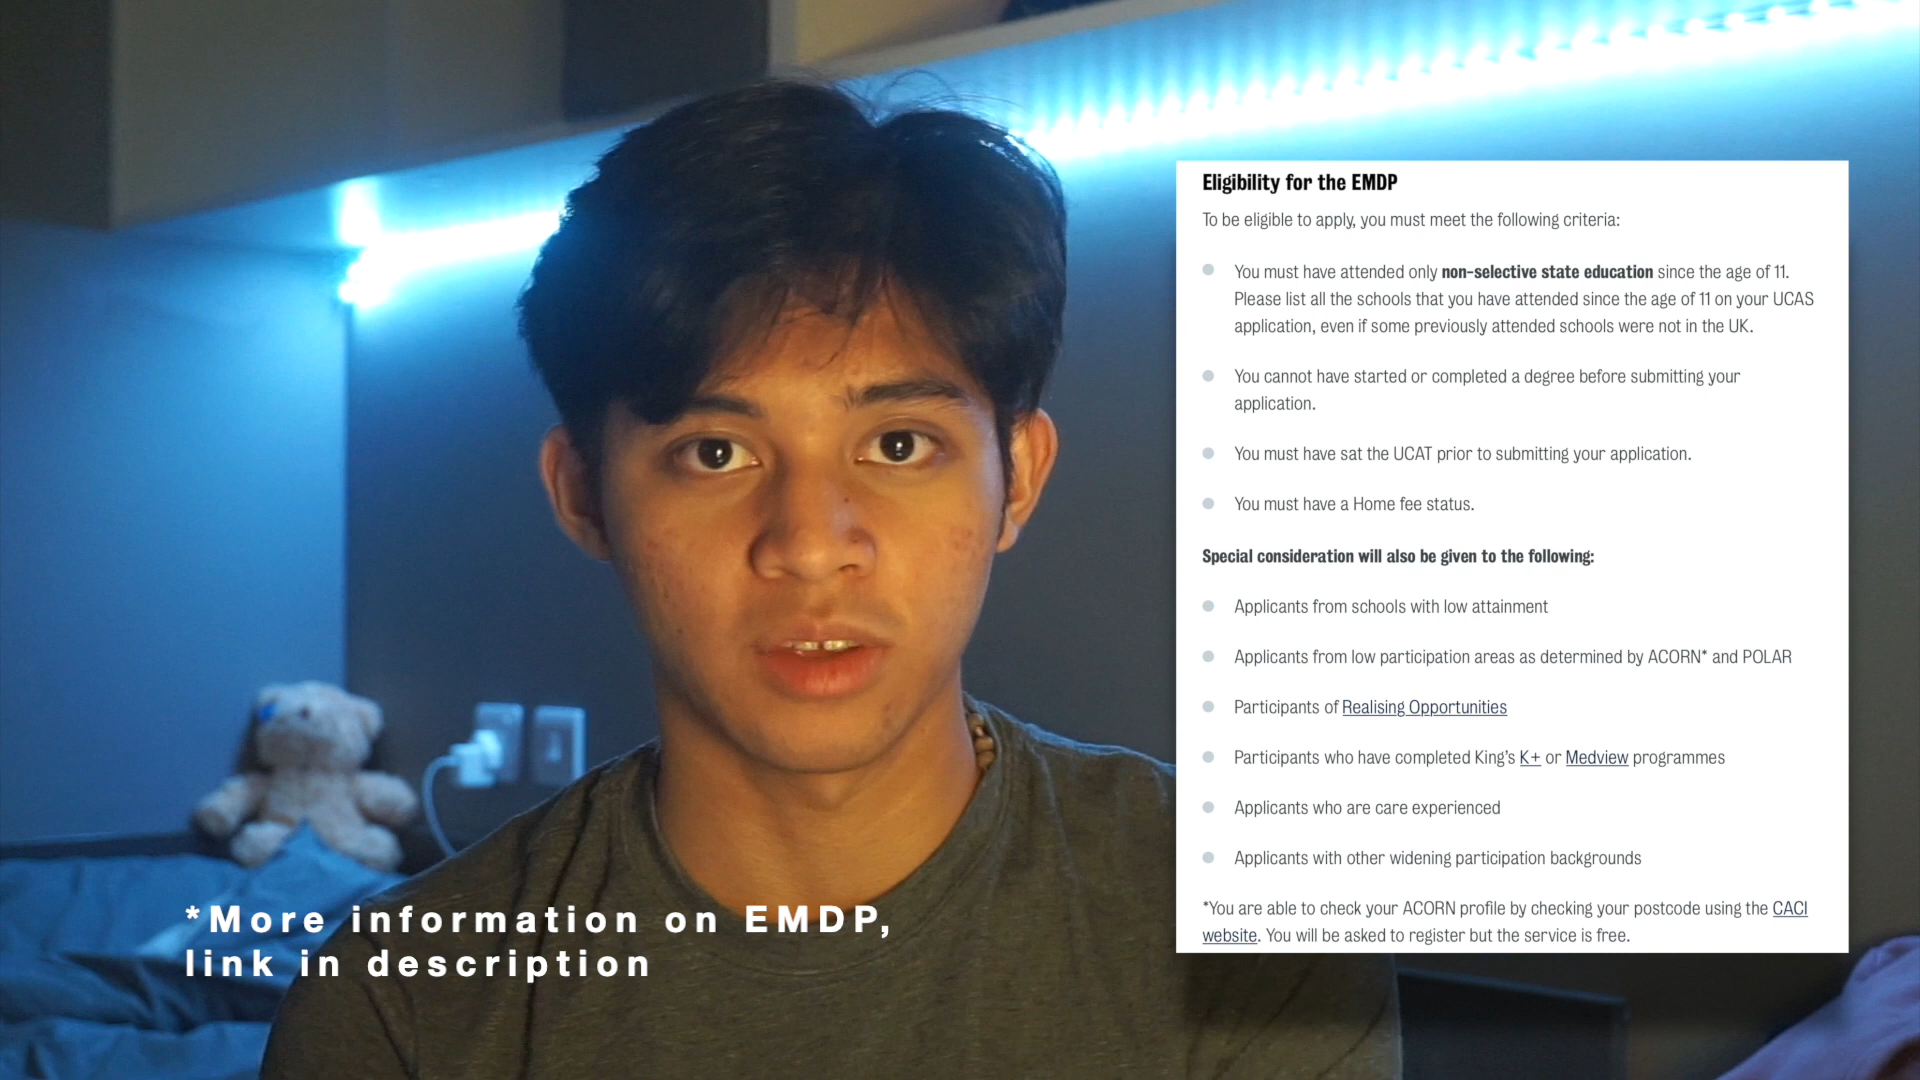 Eligibility for the EMDP
To be eligible to apply, you must meet the following criteria:
You must have attended only non-selective state education since the age of 11.
Please list all the schools that you have attended since the age of 11 on your UCAS
application, even if some previously attended schools were not in the UK.
You cannot have started or completed a degree before submitting your
application.
You must have sat the UCAT prior to submitting your application.
You must have a Home fee status.
Special consideration will also be given to the following:
Applicants from schools with low attainment
Applicants from low participation areas as determined by ACORN* and POLAR
Participants of Realising Opportunities
Participants who have completed King's K+ or Medview programmes
Applicants who are care experienced
Applicants with other widening participation backgrounds
*You are able to check your ACORN profile by checking your postcode using the CACI
website. You will be asked to register but the service is free.
*More information on EMDP,
link in description